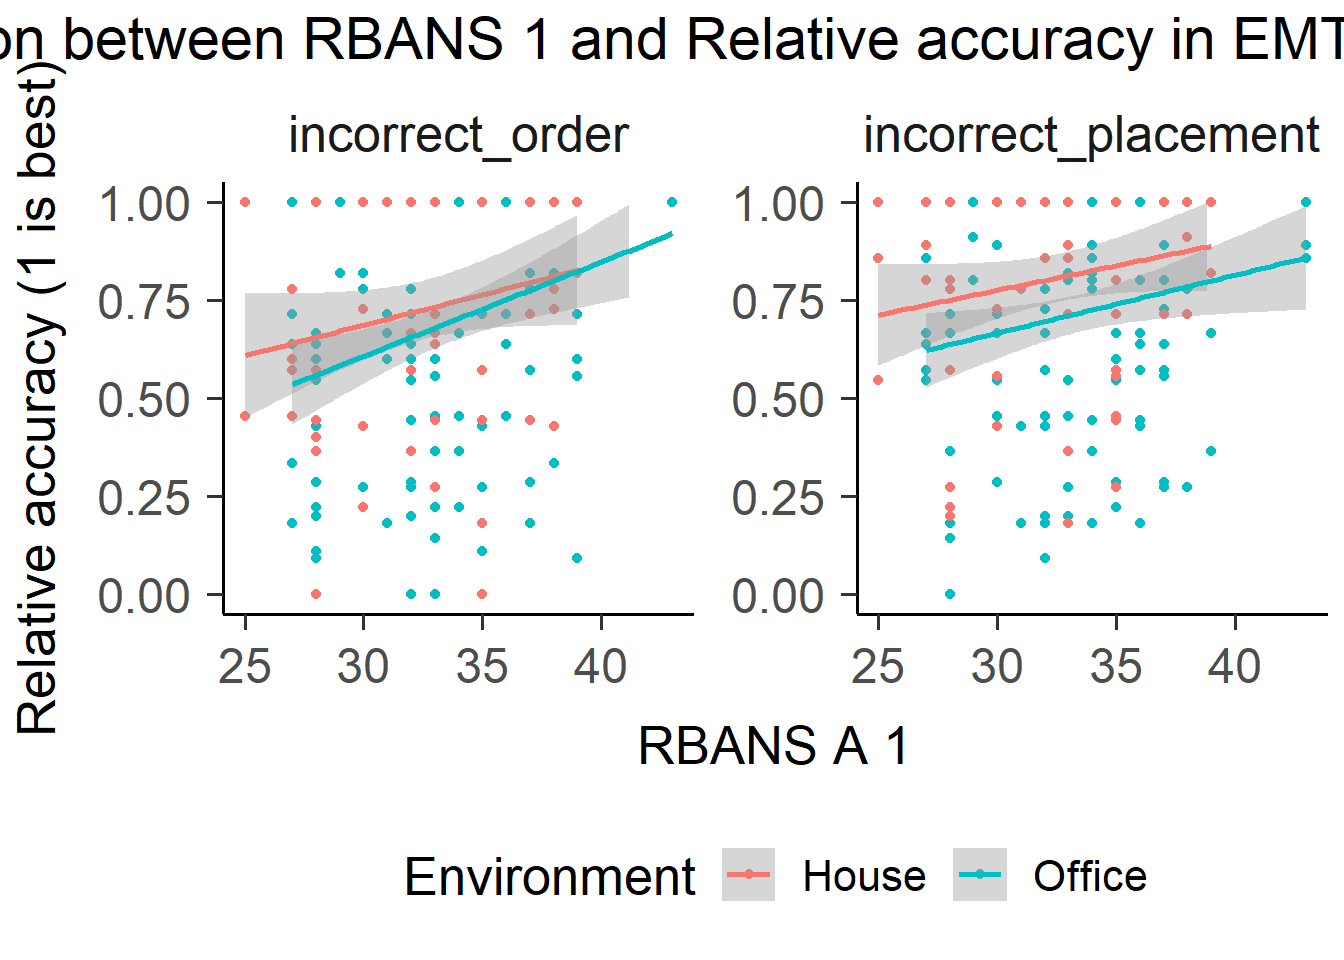 on between RBANS 1 and Relative accuracy in EMT
incorrect_order
incorrect_placement
Relative accuracy (1 is best)
1.00
0.75
0.50
0.25
0.00
25 30 35 40
1.00
0.75
0.50
0.25
0.00
25 30 35 40
RBANS A 1
Environment House Office